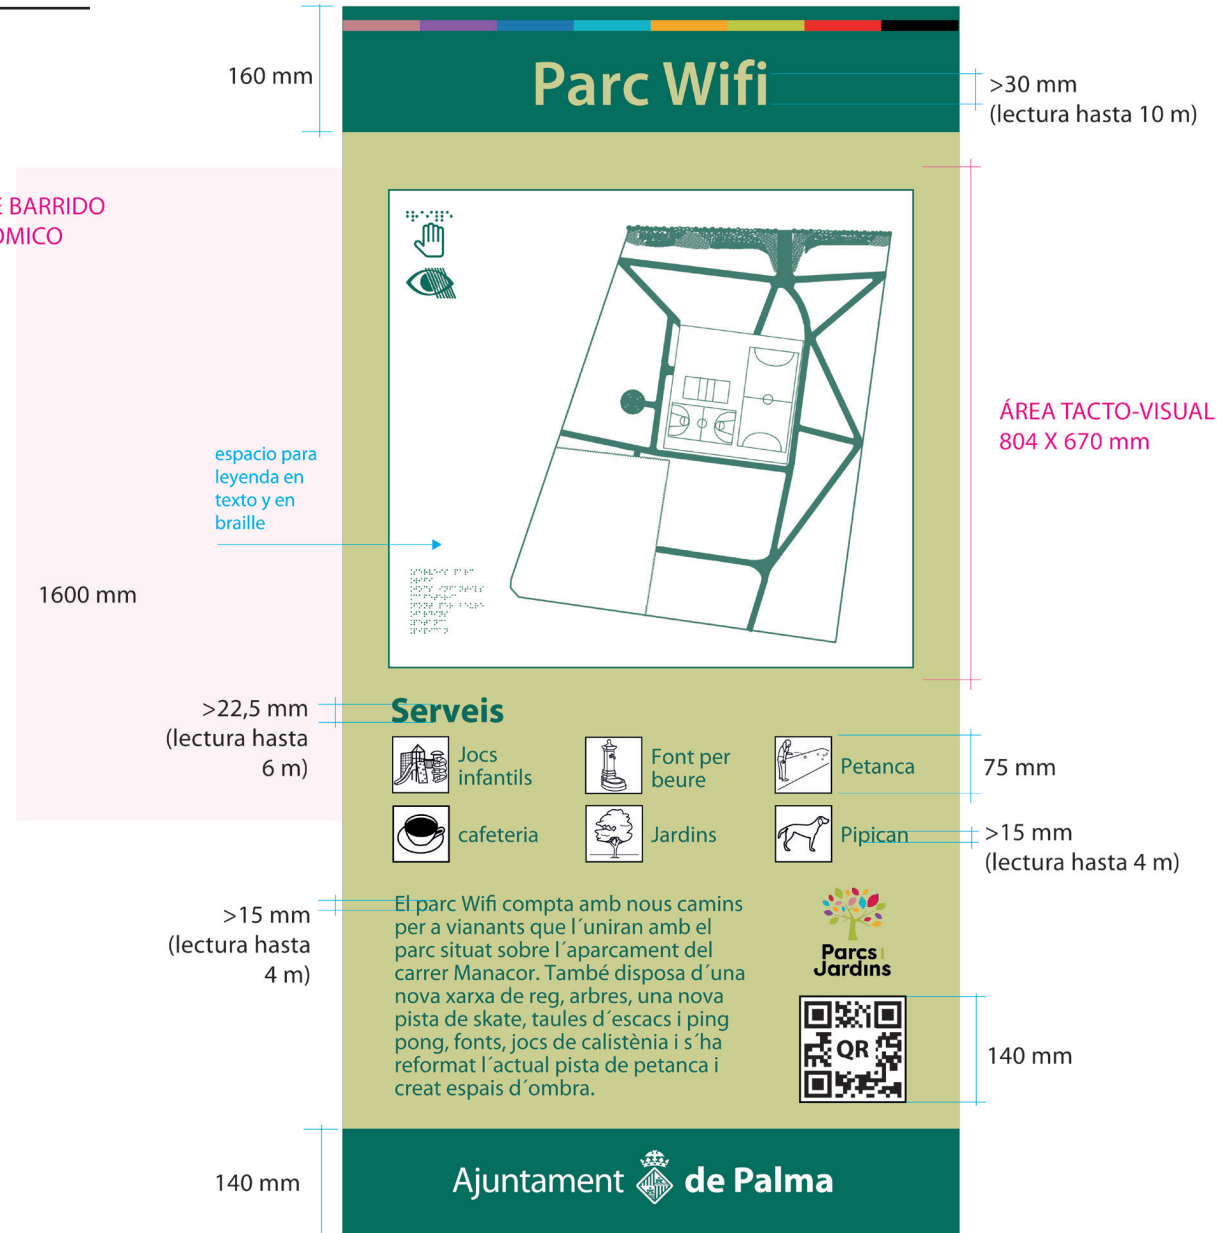 160 mm
Parc Wifi
>30 mm
(lectura hasta 10 m)
E BARRIDO
ÓMICO
ÁREA TACTO-VISUAL
804 X 670 mm
espacio para
leyenda en
texto y en
braille
1600 mm
>22,5 mm
(lectura hasta
6 m)
Serveis
Jocs
infantils
Font per
beure
Petanca
75 mm
cafeteria
Jardins
Pipican
>15 mm
(lectura hasta 4 m)
>15 mm
(lectura hasta
4 m)
El parc Wifi compta amb nous camins
per a vianants que l´uniran amb el
parc situat sobre l´aparcament del
carrer Manacor. També disposa d´una
nova xarxa de reg, arbres, una nova
pista de skate, taules d´escacs i ping
pong, fonts, jocs de calistènia i s´ha
reformat l´actual pista de petanca i
creat espais d´ombra.
Parcs i
Jardins
QR
140 mm
140 mm
Ajuntament de Palma